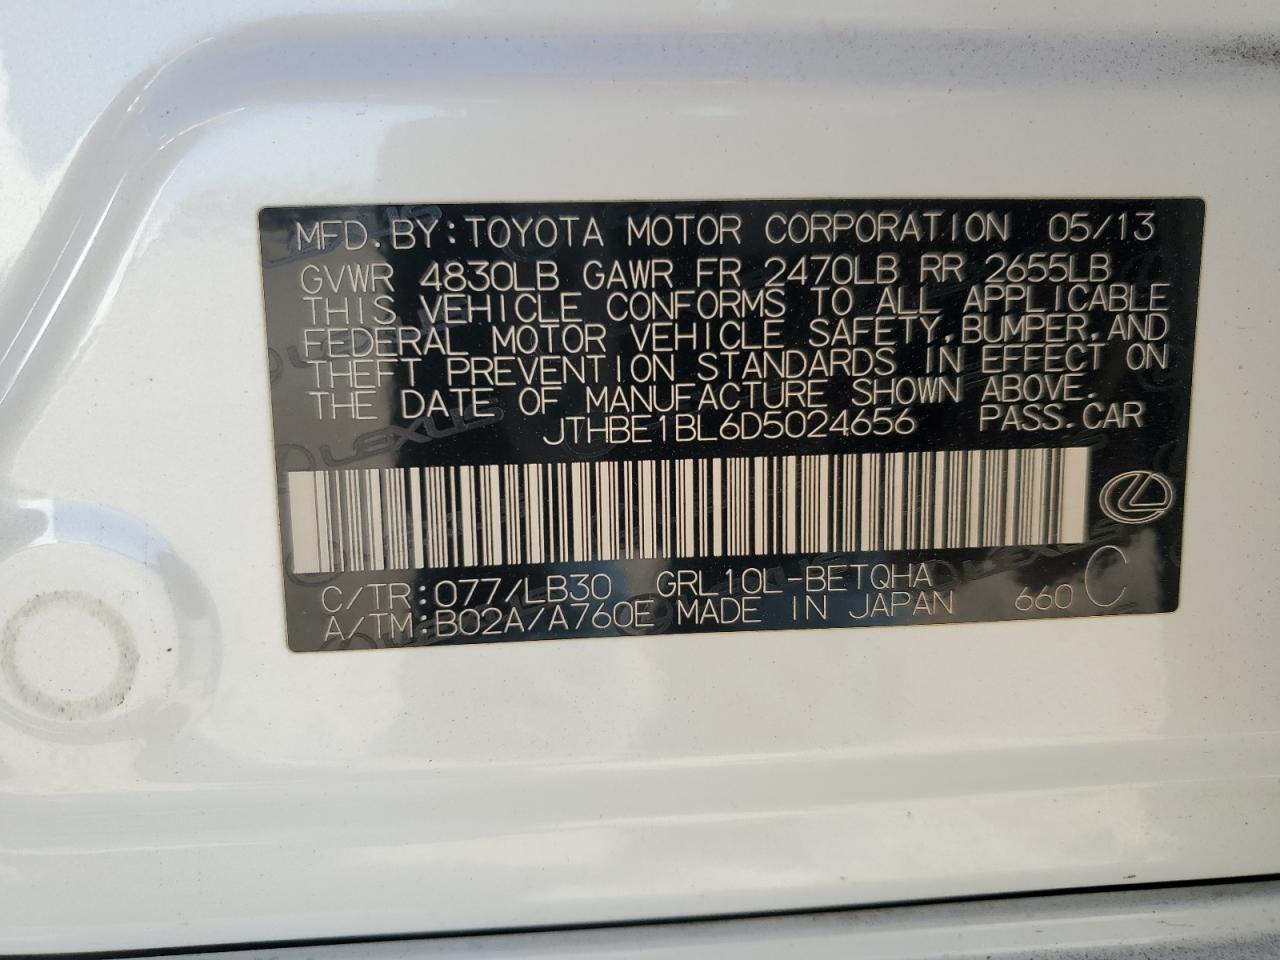 MFD.BY:TOYOTA MOTOR CORPORATION 05/13
GVWR 4830LB GAWR FR 2470LB RR 2655LB
THIS VEHICLE CONFORMS TO ALL APPLICABLE
FEDERAL MOTOR VEHICLE SAFETY,BUMPER,AND
THEFT PREVENTION STANDARDS IN EFFECT ON
THE DATE OF MANUFACTURE SHOWN ABOVE.
JTHBE1BL6D5024656 PASS.CAR
C/TR:077/LB30 GRL10L-BETQHA
A/TM:B02A/A760E MADE IN JAPAN 660 C